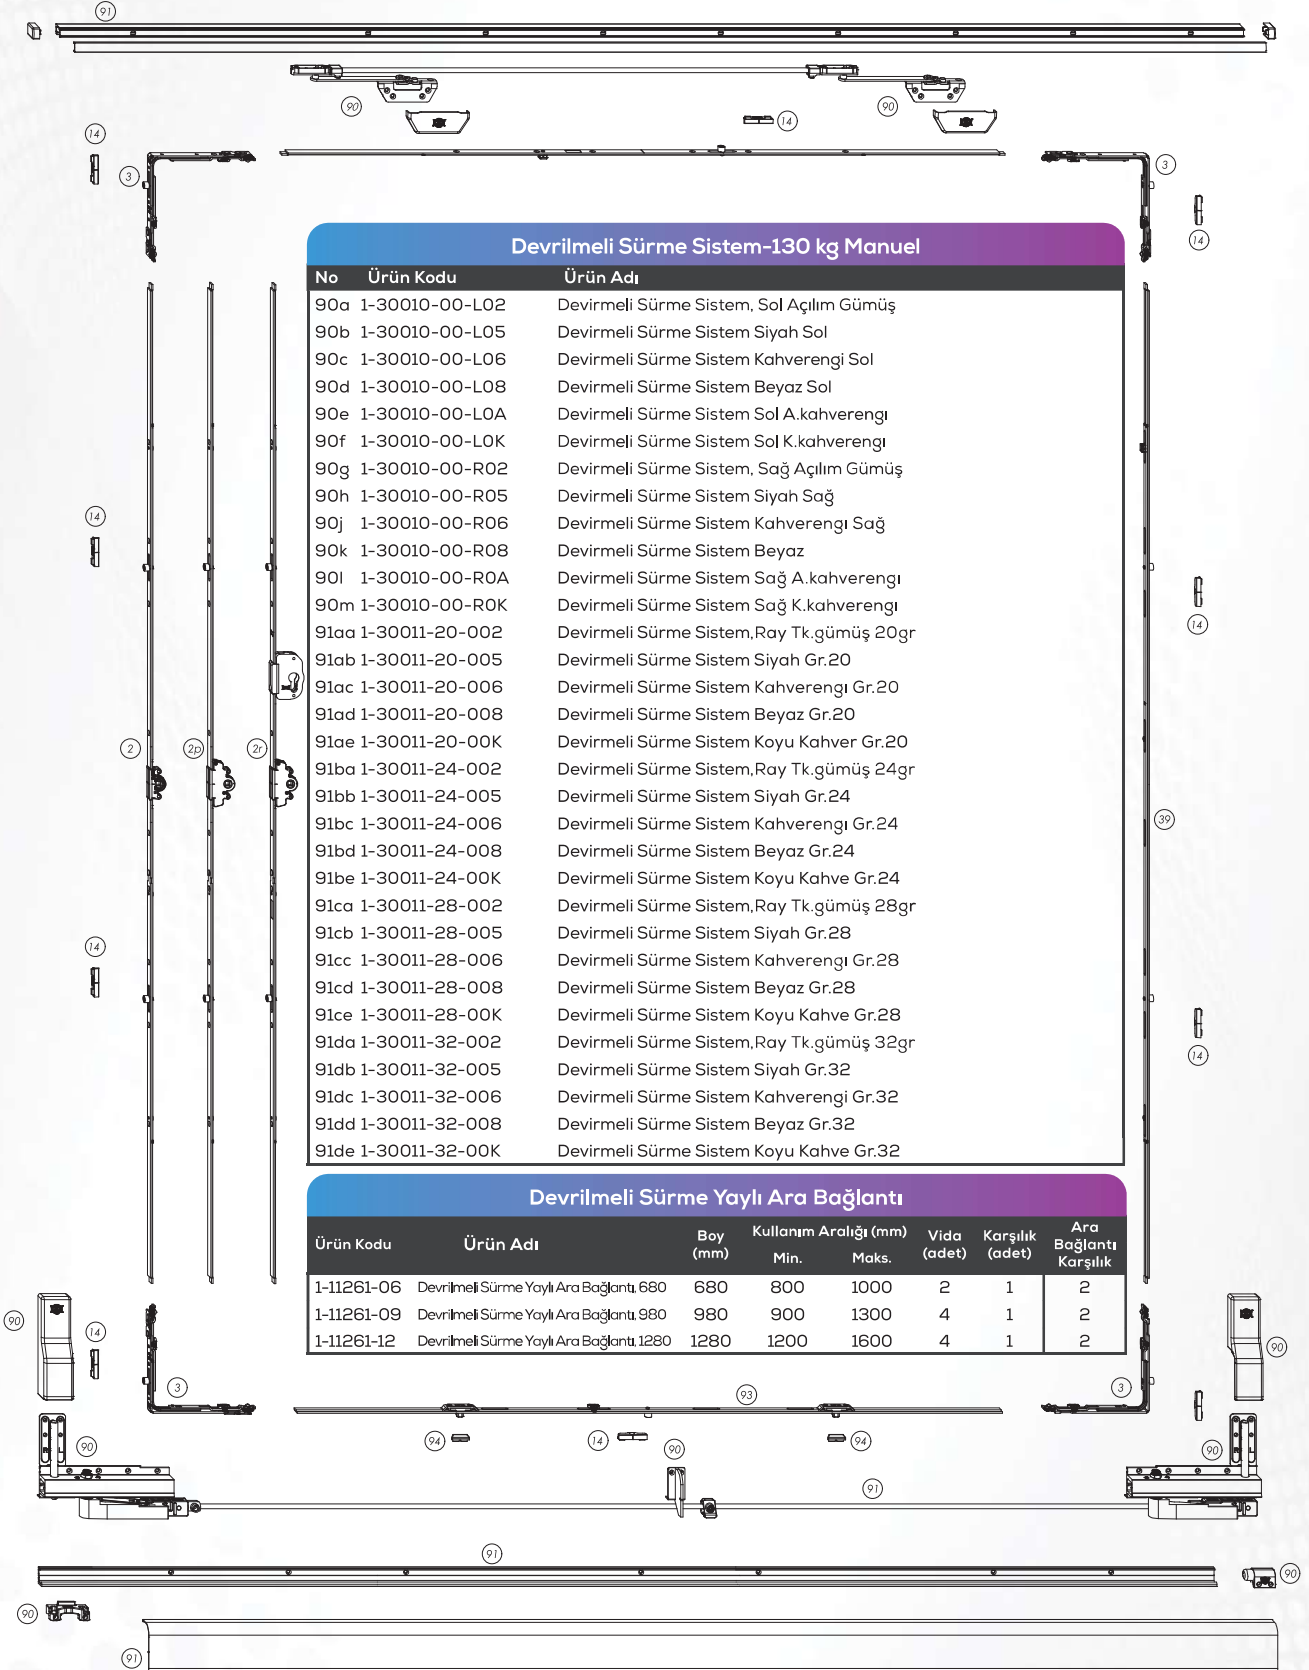 91
90
90
14
14
3
3
14
Devrilmeli Sürme Sistem-130 kg Manuel
No Ürün Kodu Ürün Adı
90a 1-30010-00-L02 Devirmeli Sürme Sistem, Sol Açılım Gümüş
90b 1-30010-00-L05 Devirmeli Sürme Sistem Siyah Sol
90c 1-30010-00-L06 Devirmeli Sürme Sistem Kahverengi Sol
90d 1-30010-00-L08 Devirmeli Sürme Sistem Beyaz Sol
90e 1-30010-00-L0A Devirmeli Sürme Sistem Sol A.kahverengı
90f 1-30010-00-L0K Devirmeli Sürme Sistem Sol K.kahverengı
90g 1-30010-00-R02 Devirmeli Sürme Sistem, Sağ Açılım Gümüş
90h 1-30010-00-R05 Devirmeli Sürme Sistem Siyah Sağ
90j 1-30010-00-R06 Devirmeli Sürme Sistem Kahverengı Sağ
90k 1-30010-00-R08 Devirmeli Sürme Sistem Beyaz
90l 1-30010-00-R0A Devirmeli Sürme Sistem Sağ A.kahverengı
90m 1-30010-00-R0K Devirmeli Sürme Sistem Sağ K.kahverengı
91aa 1-30011-20-002 Devirmeli Sürme Sistem,Ray Tk.gümüş 20gr
91ab 1-30011-20-005 Devirmeli Sürme Sistem Siyah Gr.20
91ac 1-30011-20-006 Devirmeli Sürme Sistem Kahverengı Gr.20
91ad 1-30011-20-008 Devirmeli Sürme Sistem Beyaz Gr.20
91ae 1-30011-20-00K Devirmeli Sürme Sistem Koyu Kahver Gr.20
91ba 1-30011-24-002 Devirmeli Sürme Sistem,Ray Tk.gümüş 24gr
91bb 1-30011-24-005 Devirmeli Sürme Sistem Siyah Gr.24
91bc 1-30011-24-006 Devirmeli Sürme Sistem Kahverengı Gr.24
91bd 1-30011-24-008 Devirmeli Sürme Sistem Beyaz Gr.24
91be 1-30011-24-00K Devirmeli Sürme Sistem Koyu Kahve Gr.24
91ca 1-30011-28-002 Devirmeli Sürme Sistem,Ray Tk.gümüş 28gr
91cb 1-30011-28-005 Devirmeli Sürme Sistem Siyah Gr.28
91cc 1-30011-28-006 Devirmeli Sürme Sistem Kahverengı Gr.28
91cd 1-30011-28-008 Devirmeli Sürme Sistem Beyaz Gr.28
91ce 1-30011-28-00K Devirmeli Sürme Sistem Koyu Kahve Gr.28
91da 1-30011-32-002 Devirmeli Sürme Sistem,Ray Tk.gümüş 32gr
91db 1-30011-32-005 Devirmeli Sürme Sistem Siyah Gr.32
91dc 1-30011-32-006 Devirmeli Sürme Sistem Kahverengi Gr.32
91dd 1-30011-32-008 Devirmeli Sürme Sistem Beyaz Gr.32
91de 1-30011-32-00K Devirmeli Sürme Sistem Koyu Kahve Gr.32
14
14
2
2p
2r
39
14
14
Devrilmeli Sürme Yaylı Ara Bağlantı
Ürün Kodu Ürün Adı Boy (mm) Kullanım Aralığı (mm) Min. Maks. Vida (adet) Karşılık (adet) Ara Bağlantı Karşılık
1-11261-06 Devrilmeli Sürme Yaylı Ara Bağlantı, 680 680 800 1000 2 1 2
1-11261-09 Devrilmeli Sürme Yaylı Ara Bağlantı, 980 980 900 1300 4 1 2
1-11261-12 Devrilmeli Sürme Yaylı Ara Bağlantı, 1280 1280 1200 1600 4 1 2
90
14
90
3
93
3
94
14
94
90
90
90
91
91
90
90
91